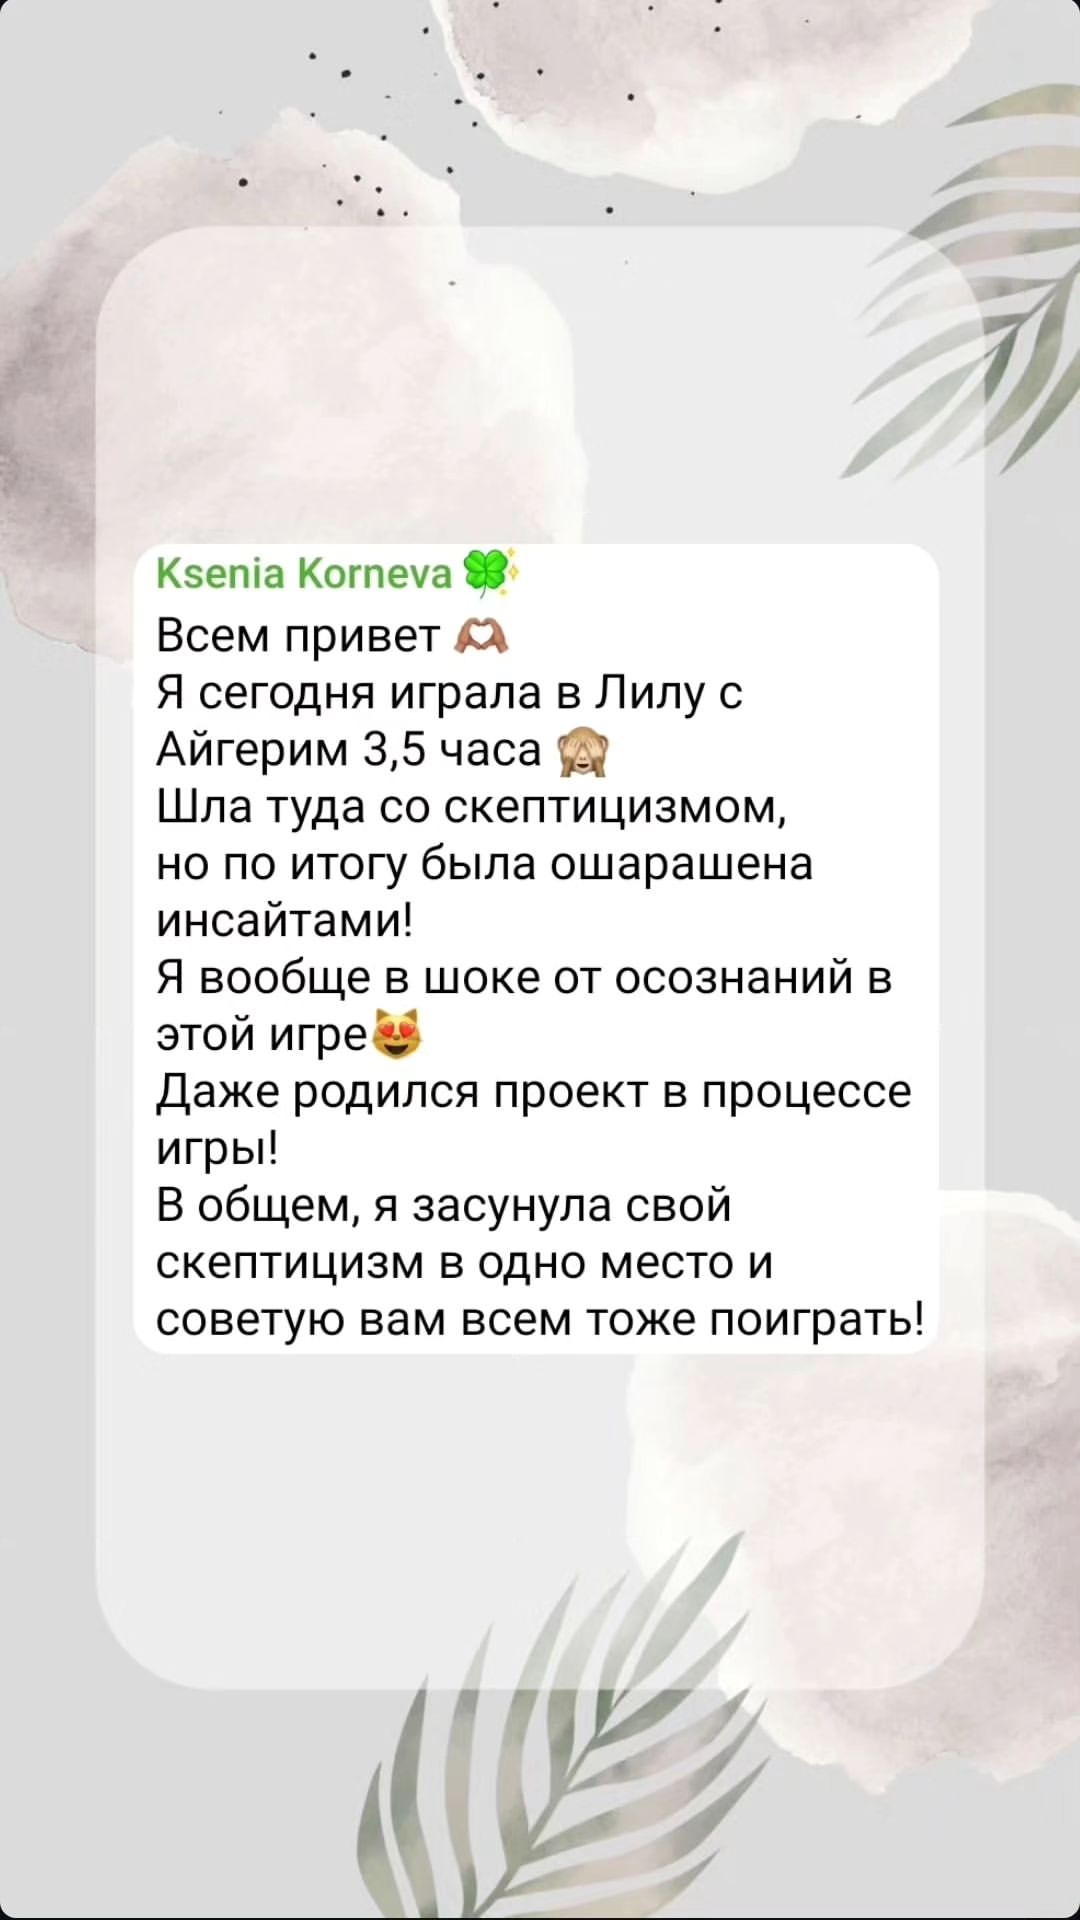 Ksenia Korneva🍀
Всем привет 🫶🏽
Я сегодня играла в Лилу с
Айгерим 3,5 часа 🙈
Шла туда со скептицизмом,
но по итогу была ошарашена
инсайтами!
Я вообще в шоке от осознаний в
этой игре😻
Даже родился проект в процессе
игры!
В общем, я засунула свой
скептицизм в одно место и
советую вам всем тоже поиграть!